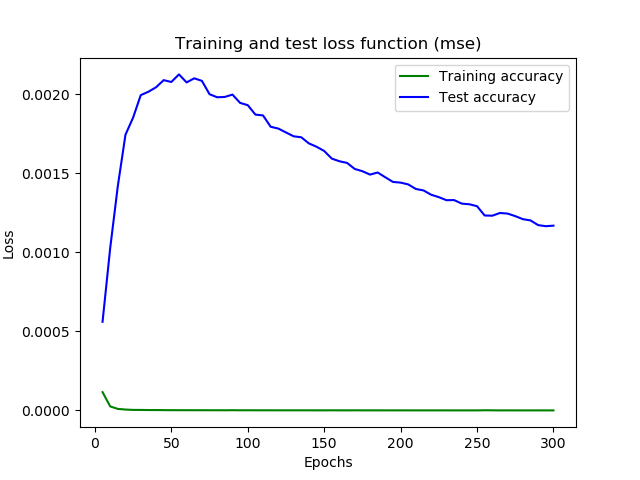 Training and test loss function (mse)
Training accuracy
Test accuracy
0.0020
0.0015
0.0010
0.0005
0.0000
Loss
0
50
100
150
200
250
300
Epochs